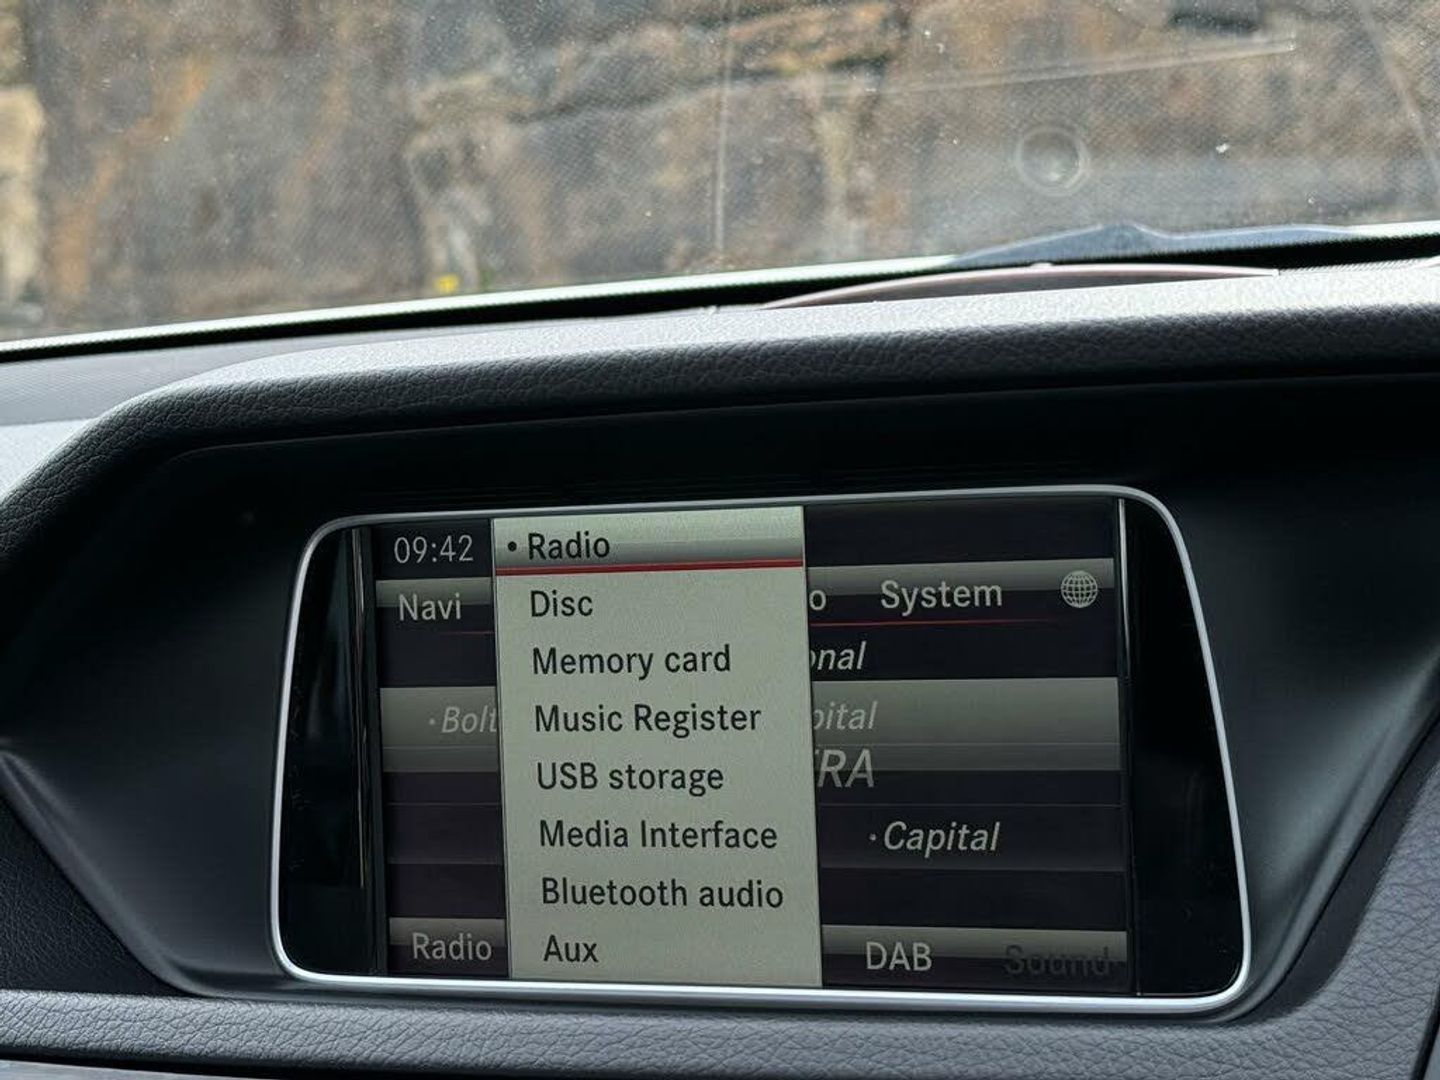 09:42
• Radio
Navi
Disc
o
System
Memory card
onal
• Bolt
Music Register
pital
USB storage
RA
Media Interface
• Capital
Bluetooth audio
Radio
Aux
DAB
Sound